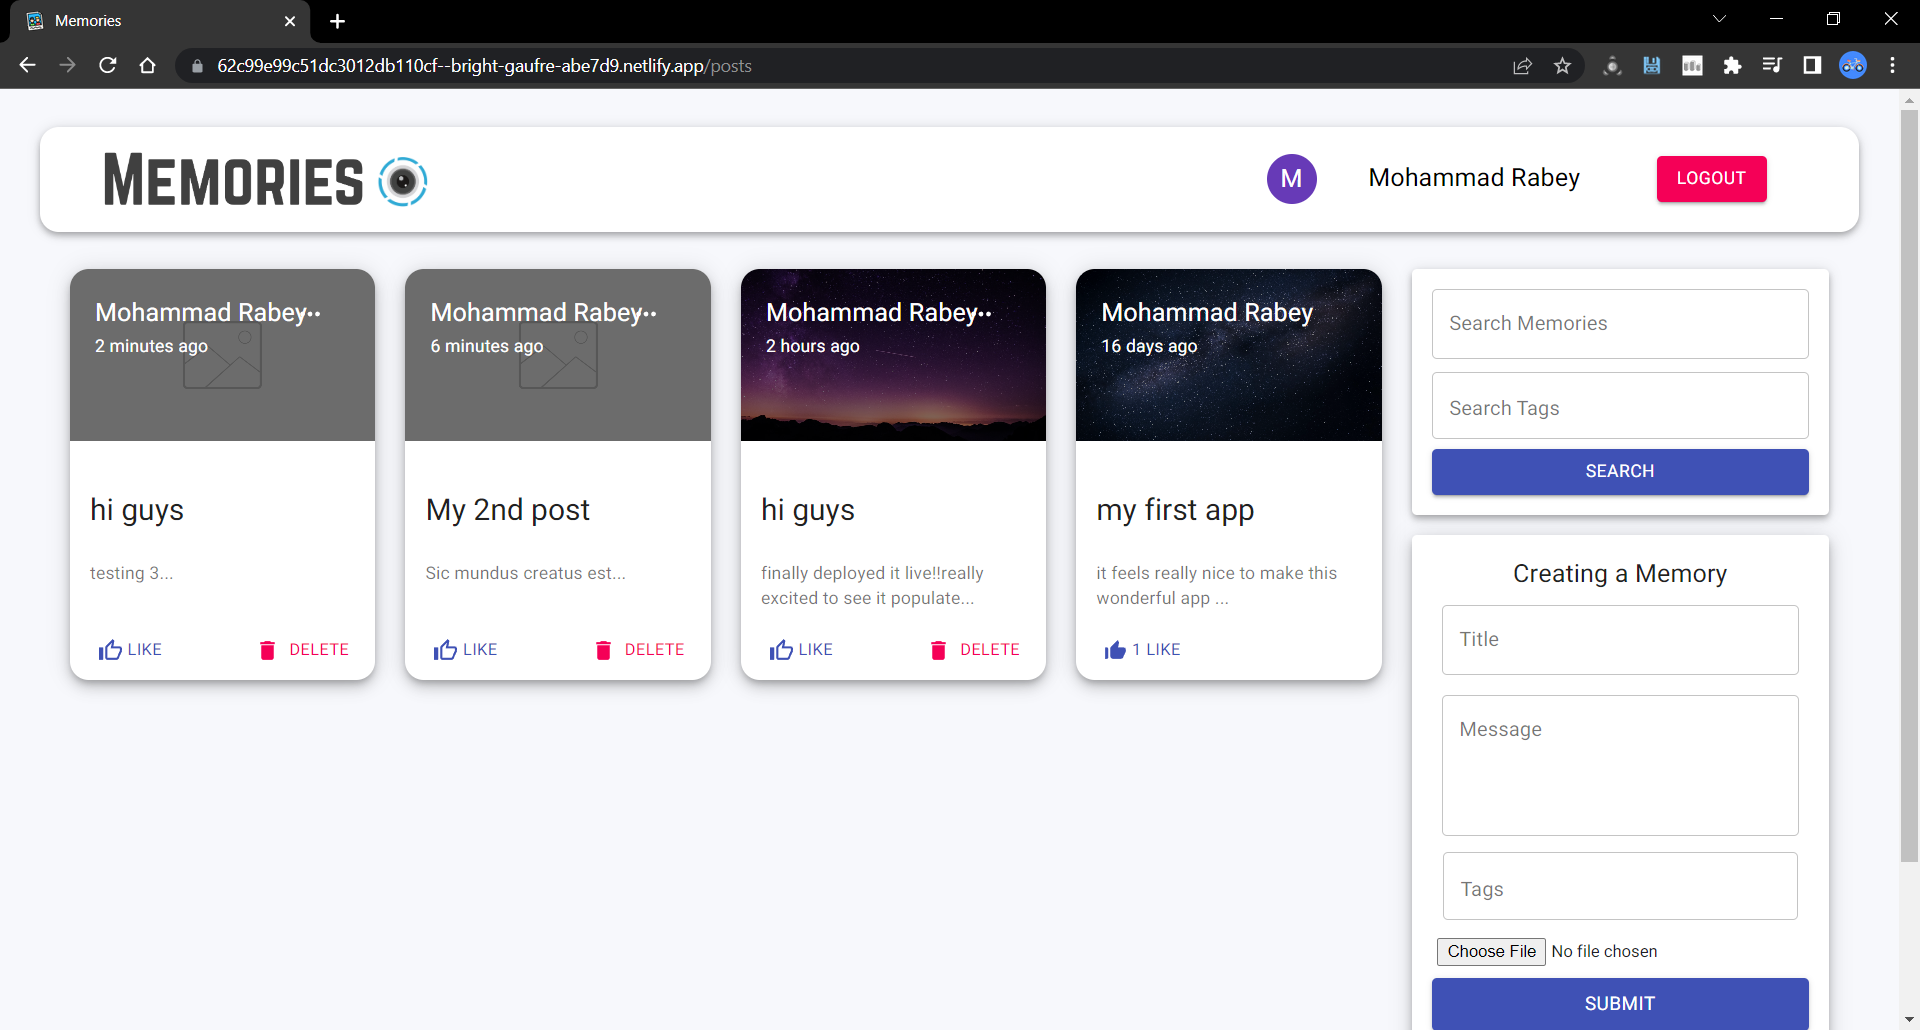 Memories
62c99e99c51dc3012db110cf--bright-gaufre-abe7d9.netlify.app/posts
MEMORIES
M
Mohammad Rabey
LOGOUT
Mohammad Rabey
2 minutes ago
hi guys
testing 3...
LIKE
DELETE
Mohammad Rabey
6 minutes ago
My 2nd post
Sic mundus creatus est...
LIKE
DELETE
Mohammad Rabey
2 hours ago
hi guys
finally deployed it live!!really
excited to see it populate...
LIKE
DELETE
Mohammad Rabey
16 days ago
my first app
it feels really nice to make this
wonderful app ...
1 LIKE
Search Memories
Search Tags
SEARCH
Creating a Memory
Title
Message
Tags
Choose File No file chosen
SUBMIT